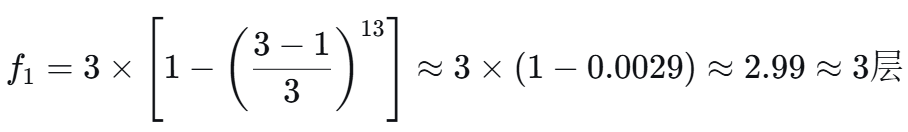 f₁ = 3 × [1 − ((3 − 1)/3)¹³] ≈ 3 × (1 − 0.0029) ≈ 2.99 ≈ 3层